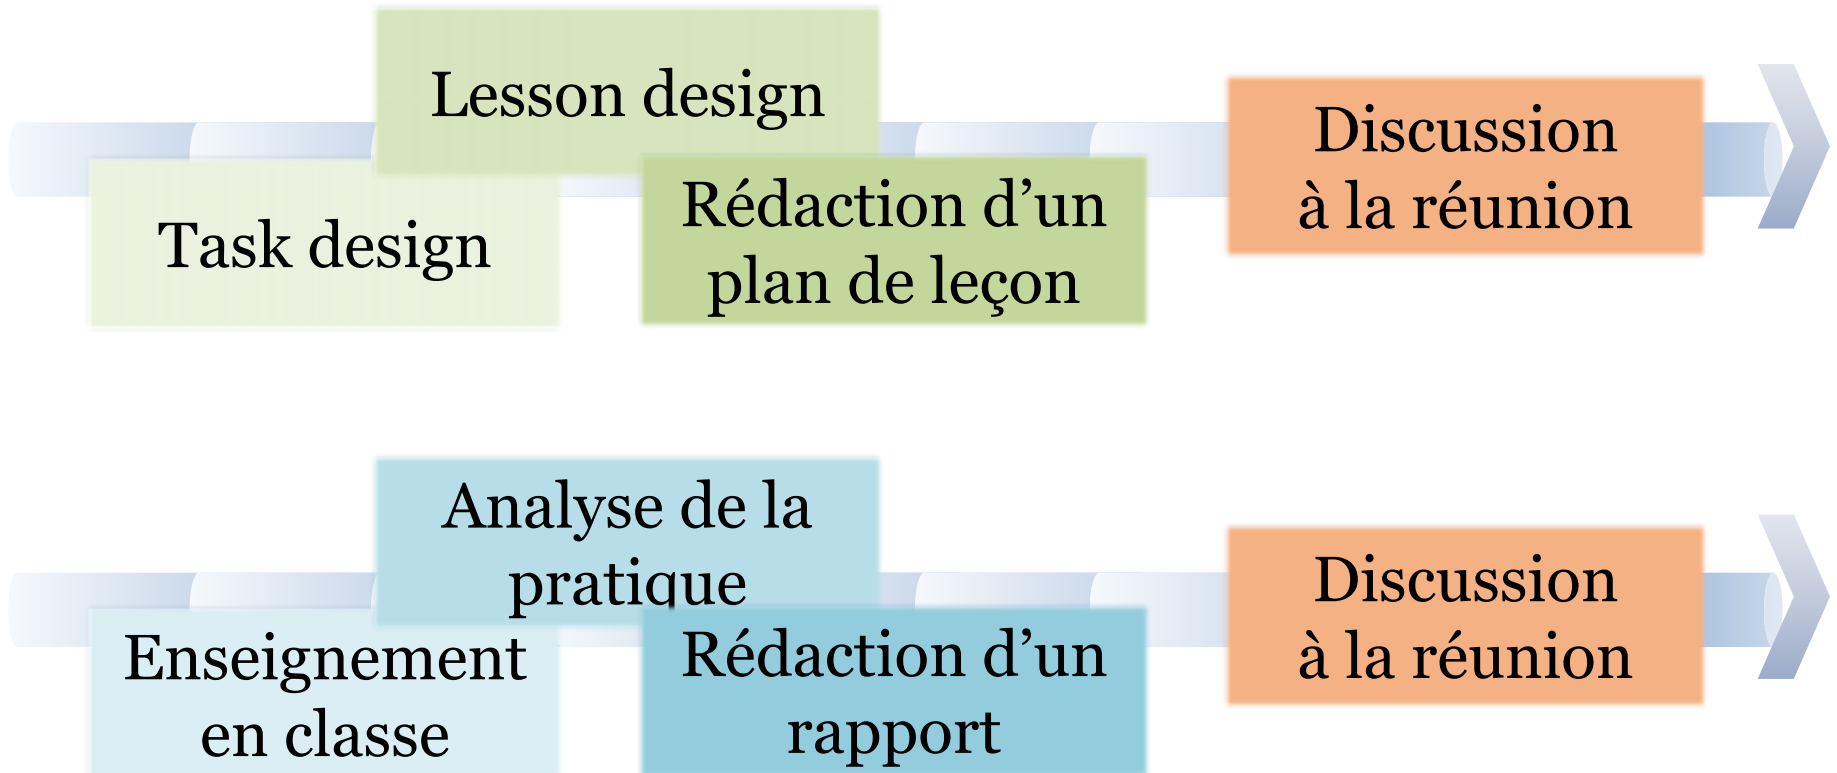 Lesson design
Task design
Rédaction d’un
plan de leçon
Discussion
à la réunion
Analyse de la
pratique
Enseignement
en classe
Rédaction d’un
rapport
Discussion
à la réunion